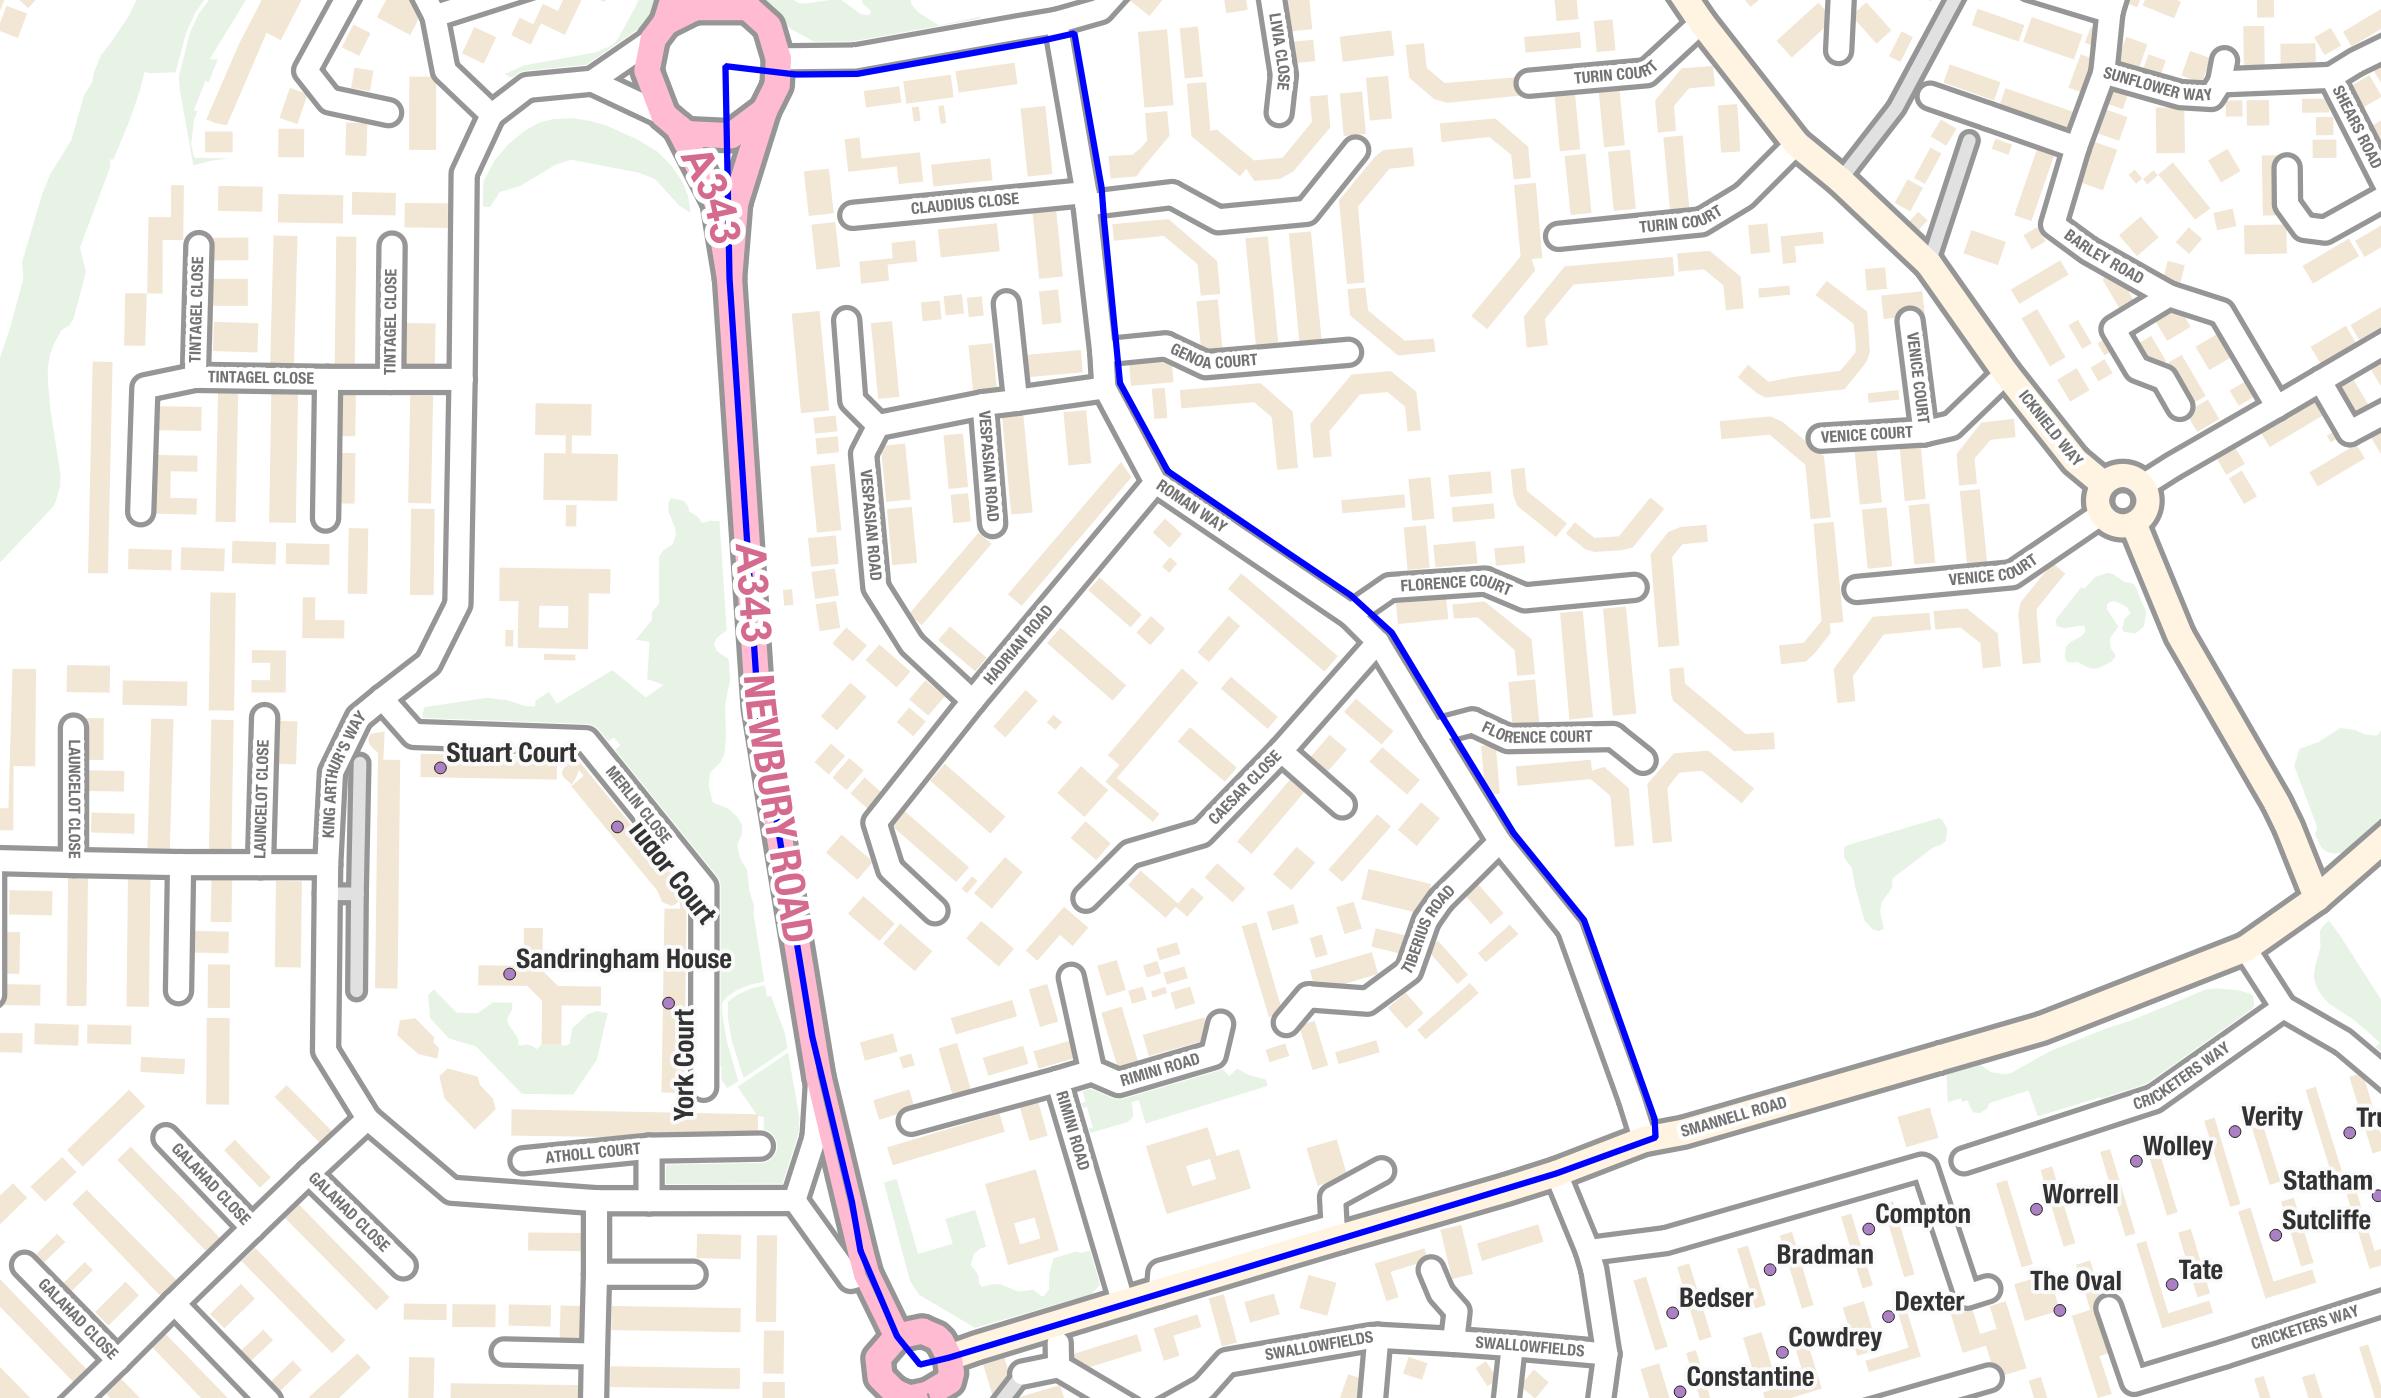 LIVIA CLOSE
TURIN COURT
SUNFLOWER WAY
SHEARS ROAD
A343
CLAUDIUS CLOSE
TURIN COURT
BARLEY ROAD
TINTAGEL CLOSE
TINTAGEL CLOSE
TINTAGEL CLOSE
GENOA COURT
VENICE COURT
VENICE COURT
ICKNIELD WAY
VESPASIAN ROAD
VESPASIAN ROAD
ROMAN WAY
A343 NEWBURY ROAD
FLORENCE COURT
VENICE COURT
HADRIAN ROAD
FLORENCE COURT
KING ARTHUR'S WAY
LAUNCELOT CLOSE
LAUNCELOT CLOSE
Stuart Court
MERLIN CLOSE
Tudor Court
CAESAR CLOSE
TIBERIUS ROAD
Sandringham House
York Court
RIMINI ROAD
RIMINI ROAD
SMANNELL ROAD
CRICKETERS WAY
ATHOLL COURT
GALAHAD CLOSE
GALAHAD CLOSE
GALAHAD CLOSE
Verity
Tru
Wolley
Worrell
Statham
Sutcliffe
Compton
Bradman
The Oval
Tate
Bedser
Dexter
Cowdrey
Constantine
SWALLOWFIELDS
SWALLOWFIELDS
CRICKETERS WAY